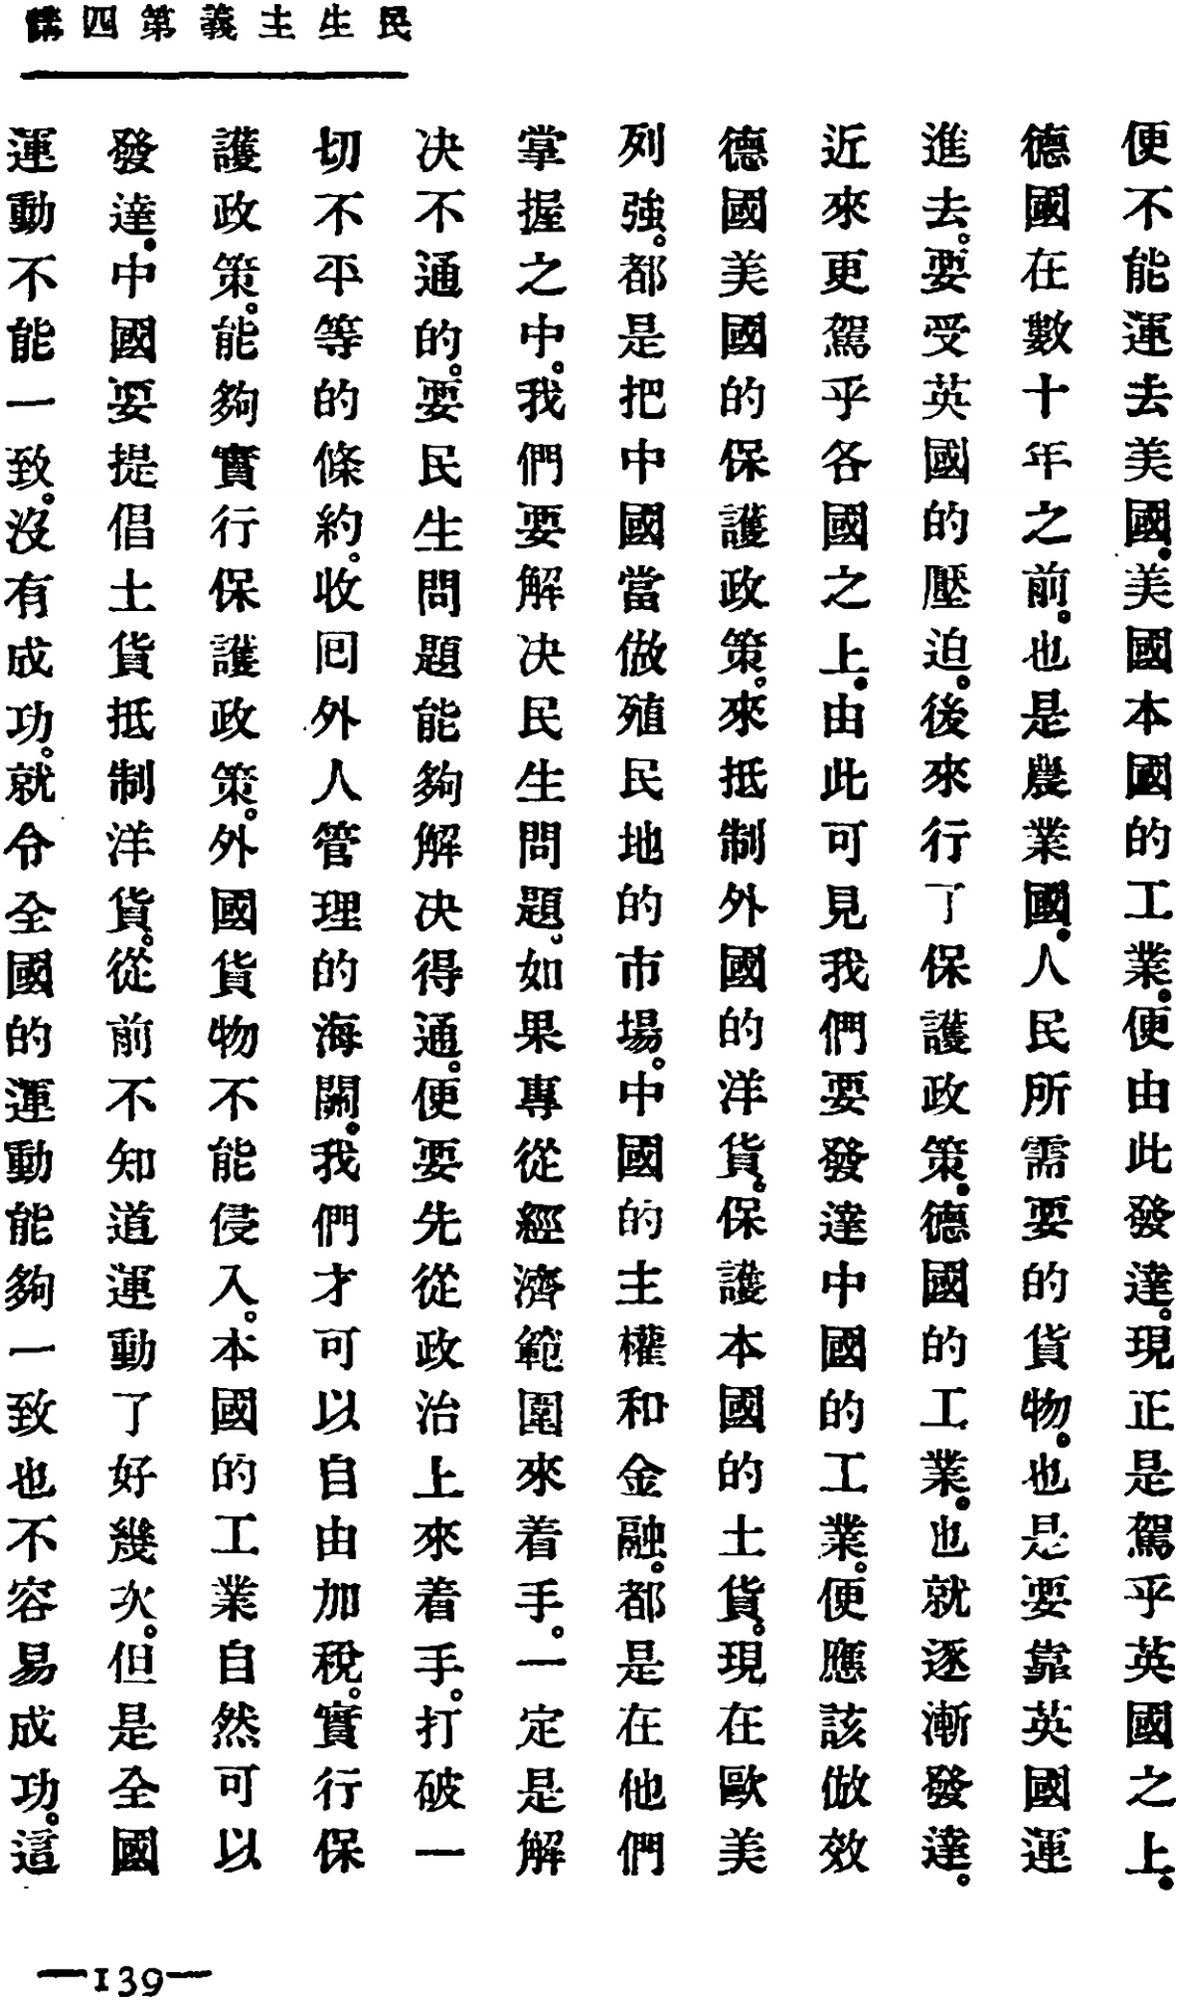 民生主義第四講
便不能運去美國。美國本國的工業。便由此發達。現正是駕乎英國之上。
德國在數十年之前。也是農業國。人民所需要的貨物。也是要靠英國運
進去。要受英國的壓迫。後來行了保護政策。德國的工業。也就逐漸發達。
近來更駕乎各國之上。由此可見我們要發達中國的工業。便應該倣效
德國美國的保護政策。來抵制外國的洋貨。保護本國的土貨。現在歐美
列強。都是把中國當做殖民地的市場。中國的主權和金融。都是在他們
掌握之中。我們要解决民生問題。如果專從經濟範圍來着手。一定是解
决不通的。要民生問題能夠解决得通。便要先從政治上來着手。打破一
切不平等的條約。收囘外人管理的海關。我們才可以自由加稅。實行保
護政策。能夠實行保護政策。外國貨物不能侵入。本國的工業自然可以
發達。中國要提倡土貨抵制洋貨。從前不知道運動了好幾次。但是全國
運動不能一致。沒有成功。就令全國的運動能夠一致也不容易成功。這
—139—